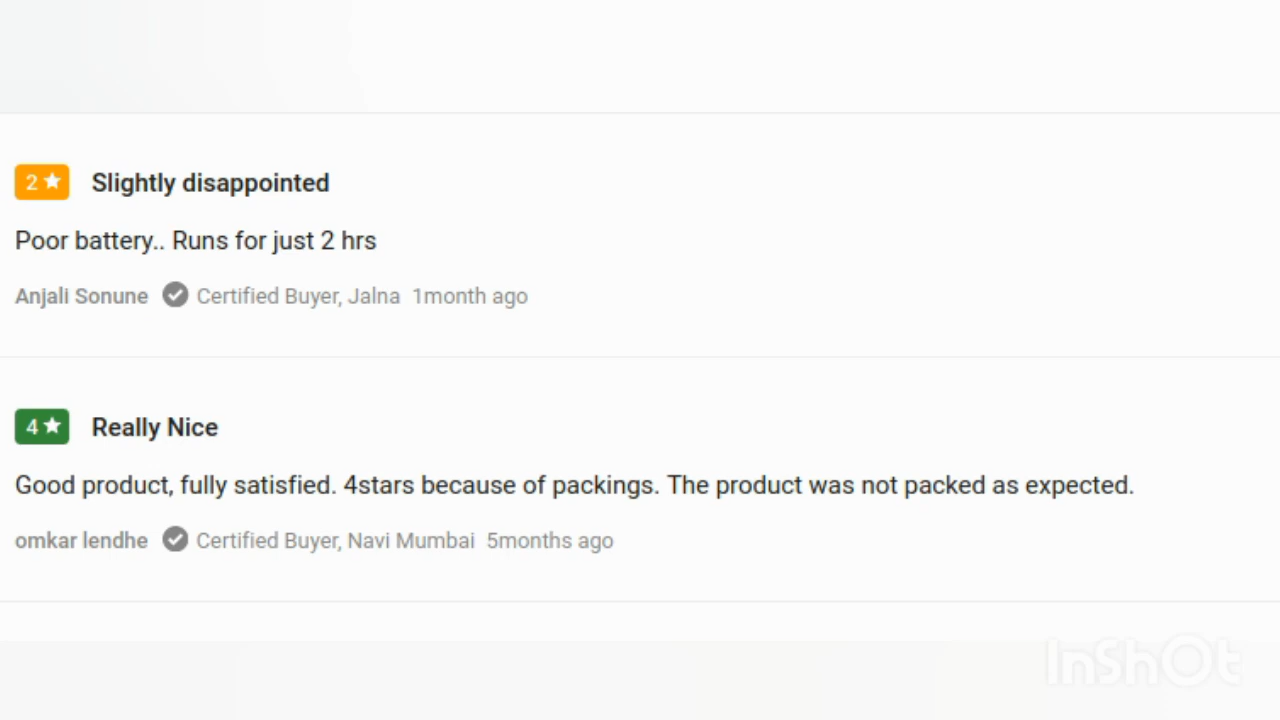 2★ Slightly disappointed
Poor battery.. Runs for just 2 hrs
Anjali Sonune Certified Buyer, Jalna 1month ago
4★ Really Nice
Good product, fully satisfied. 4stars because of packings. The product was not packed as expected.
omkar lendhe Certified Buyer, Navi Mumbai 5months ago
InShOt